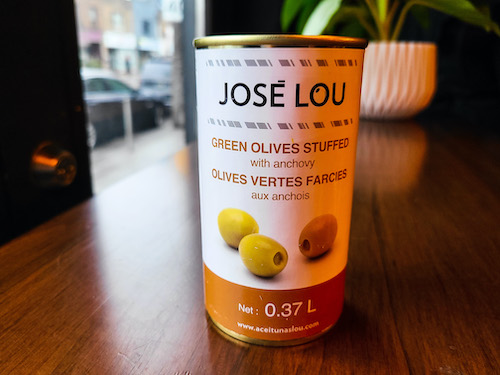 JOSĒ LOU
GREEN OLIVES STUFFED
with anchovy
OLIVES VERTES FARCIES
aux anchois
Net : 0.37 L
www.aceitunaslou.com